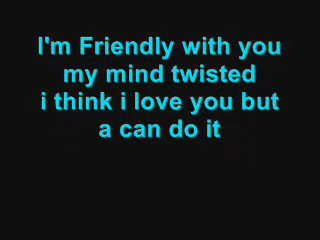 I'm Friendly with you
my mind twisted
i think i love you but
a can do it